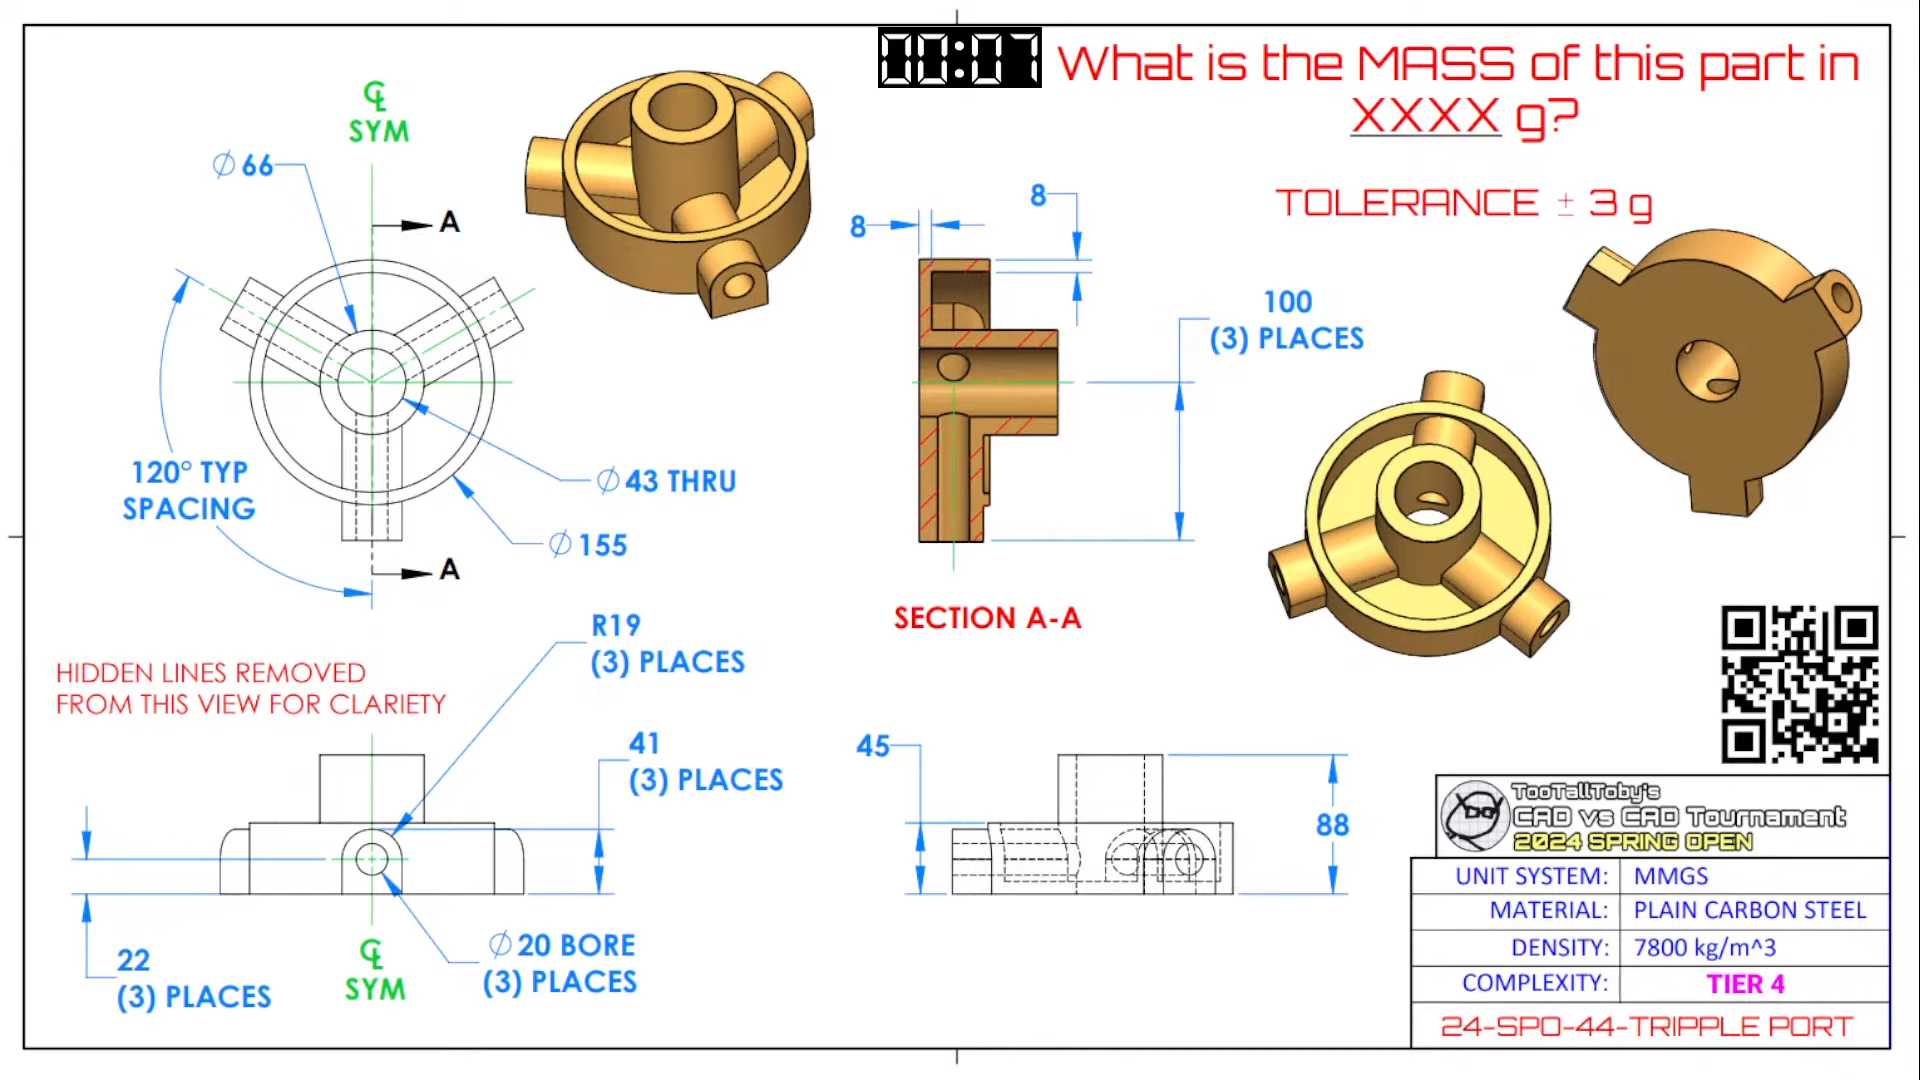 00:07
What is the MASS of this part in
XXXX g?
TOLERANCE ± 3 g
℄
SYM
∅ 66
A
8
8
100
(3) PLACES
120° TYP
SPACING
∅ 43 THRU
∅ 155
A
SECTION A-A
R19
(3) PLACES
HIDDEN LINES REMOVED
FROM THIS VIEW FOR CLARIETY
41
(3) PLACES
45
88
22
(3) PLACES
℄
SYM
∅ 20 BORE
(3) PLACES
TooTallToby's
CAD vs CAD Tournament
2024 SPRING OPEN
UNIT SYSTEM: MMGS
MATERIAL: PLAIN CARBON STEEL
DENSITY: 7800 kg/m^3
COMPLEXITY: TIER 4
24-SPO-44-TRIPPLE PORT